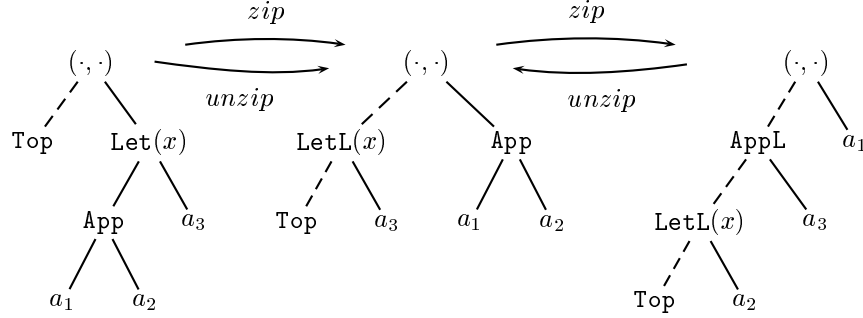 zip zip
(·, ·) (·, ·) (·, ·)
unzip unzip
Top Let(x) LetL(x) App AppL a₁
App a₃ Top a₃ a₁ a₂ LetL(x) a₃
a₁ a₂ Top a₂